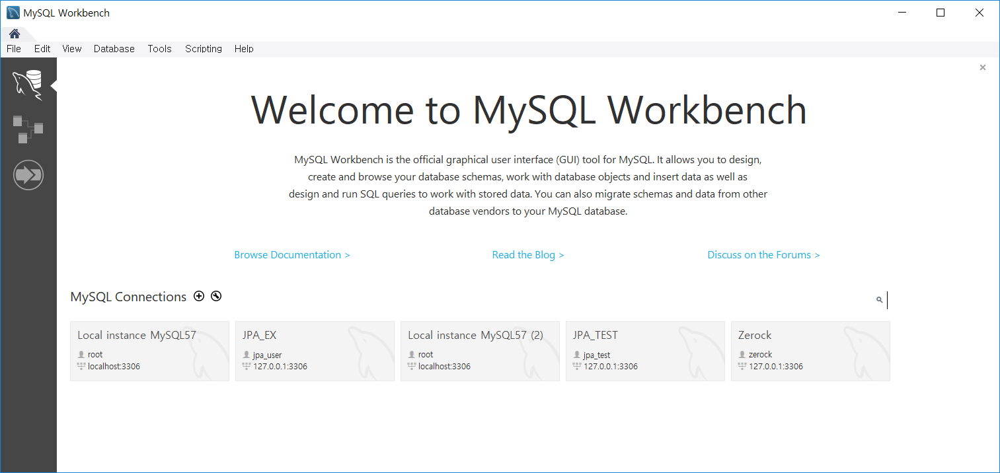 MySQL Workbench
File Edit View Database Tools Scripting Help
Welcome to MySQL Workbench
MySQL Workbench is the official graphical user interface (GUI) tool for MySQL. It allows you to design,
create and browse your database schemas, work with database objects and insert data as well as
design and run SQL queries to work with stored data. You can also migrate schemas and data from other
database vendors to your MySQL database.
Browse Documentation >
Read the Blog >
Discuss on the Forums >
MySQL Connections
Local instance MySQL57
root
localhost:3306
JPA_EX
jpa_user
127.0.0.1:3306
Local instance MySQL57 (2)
root
localhost:3306
JPA_TEST
jpa_test
127.0.0.1:3306
Zerock
zerock
127.0.0.1:3306